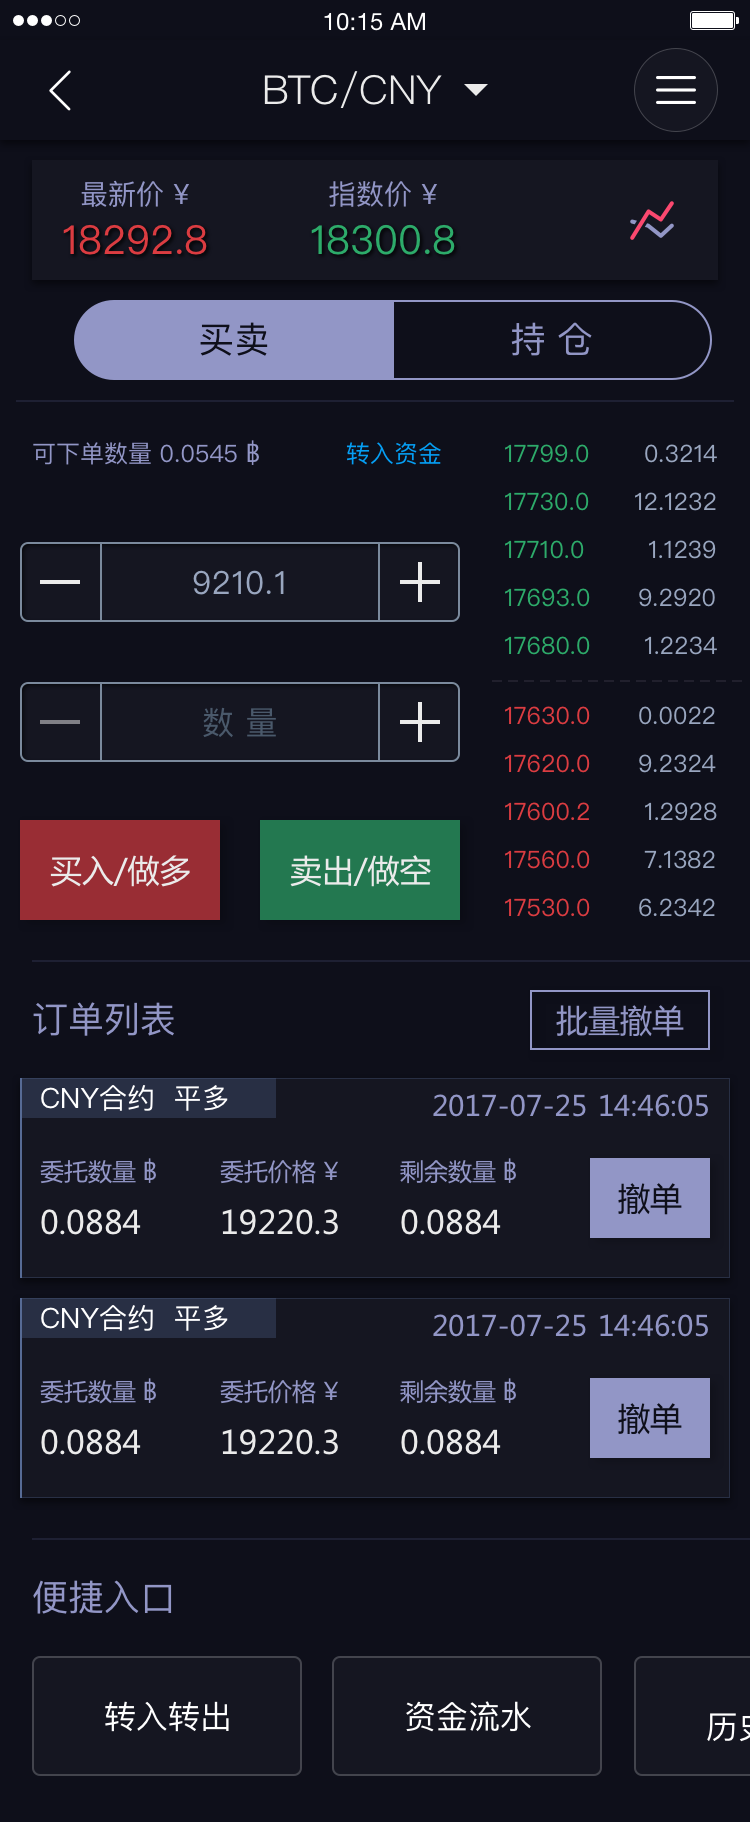 10:15 AM
BTC/CNY
最新价 ¥ 指数价 ¥
18292.8 18300.8
买卖 持 仓
可下单数量 0.0545 ฿ 转入资金
17799.0 0.3214
17730.0 12.1232
17710.0 1.1239
17693.0 9.2920
17680.0 1.2234
9210.1
数 量
17630.0 0.0022
17620.0 9.2324
17600.2 1.2928
17560.0 7.1382
17530.0 6.2342
买入/做多 卖出/做空
订单列表 批量撤单
CNY合约 平多 2017-07-25 14:46:05
委托数量 ฿ 委托价格 ¥ 剩余数量 ฿
0.0884 19220.3 0.0884 撤单
CNY合约 平多 2017-07-25 14:46:05
委托数量 ฿ 委托价格 ¥ 剩余数量 ฿
0.0884 19220.3 0.0884 撤单
便捷入口
转入转出 资金流水 历史